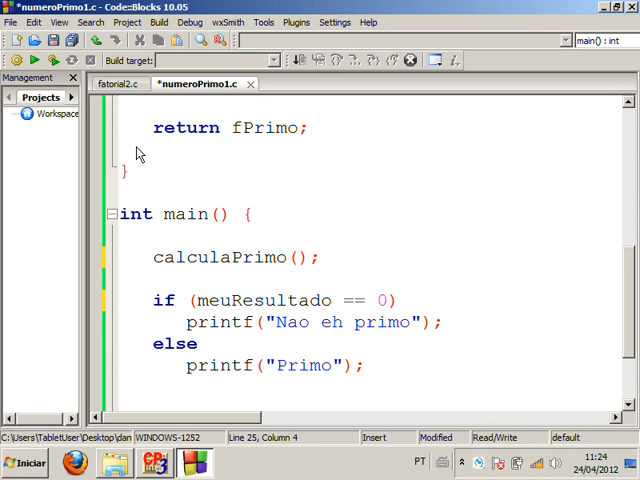 *numeroPrimo1.c - Code::Blocks 10.05
File Edit View Search Project Build Debug wxSmith Tools Plugins Settings Help
main() : int
Build target:
Management
fatorial2.c
*numeroPrimo1.c
Projects
Workspace
return fPrimo;
}
int main() {
calculaPrimo();
if (meuResultado == 0)
printf("Nao eh primo");
else
printf("Primo");
C:\Users\TabletUser\Desktop\dan WINDOWS-1252 Line 25, Column 4 Insert Modified Read/Write default
Iniciar
PT
11:24
24/04/2012